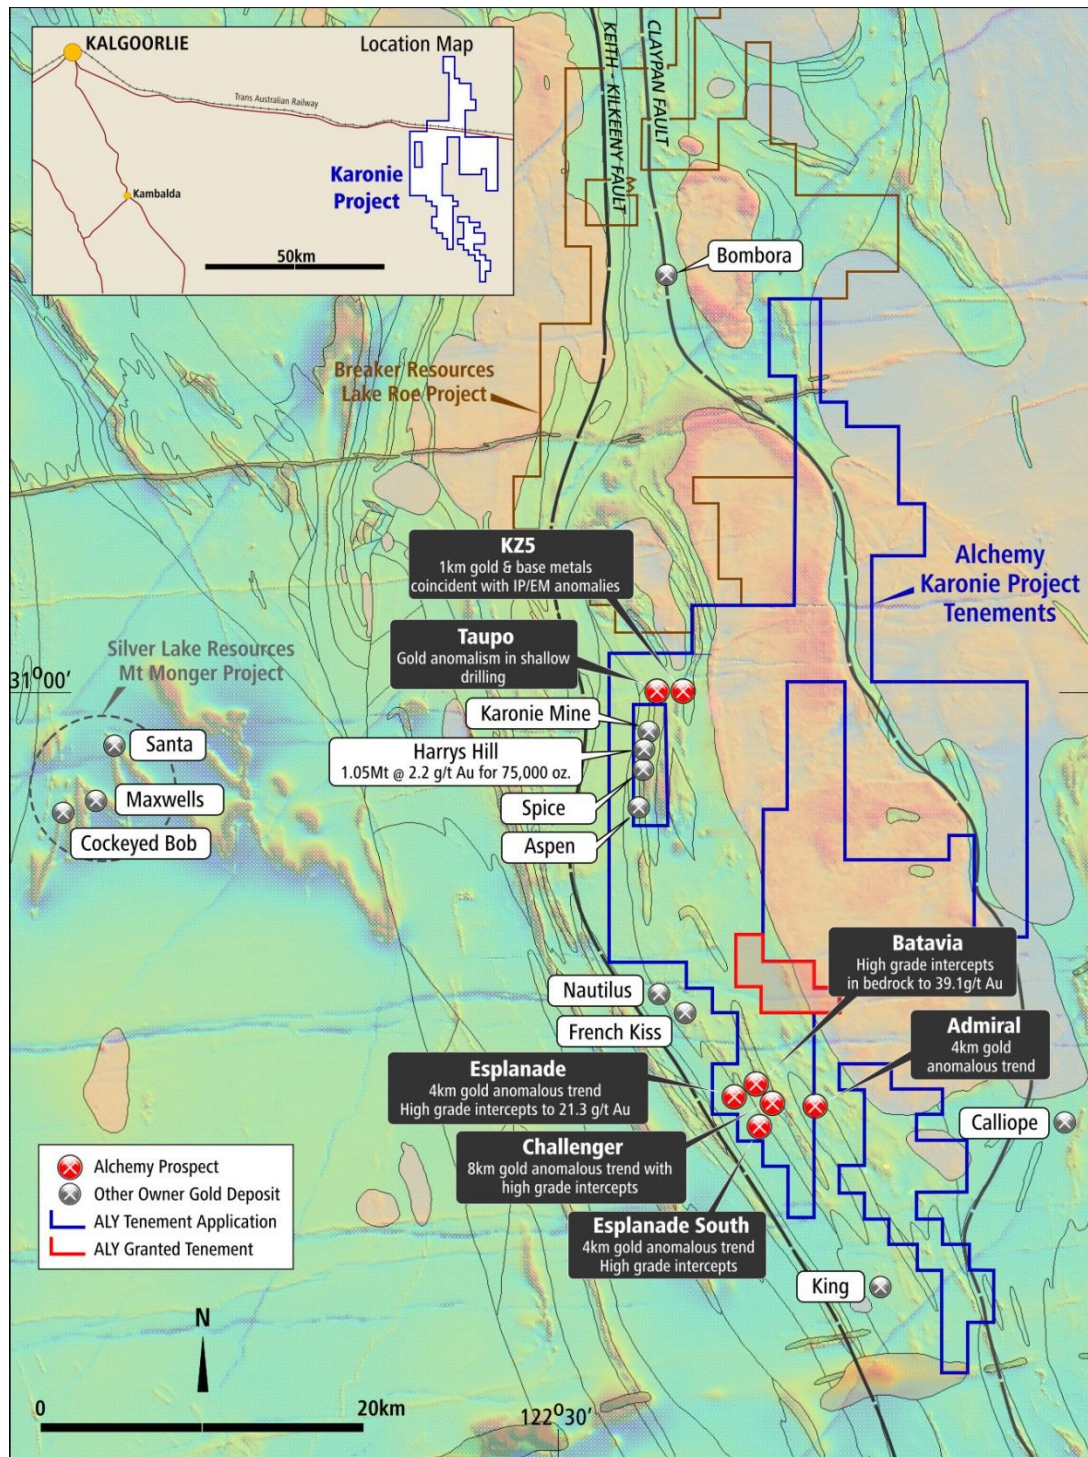 KALGOORLIE
Location Map
Trans Australian Railway
Karonie
Project
Kambalda
50km
KEITH - KILKEENY FAULT
CLAYPAN FAULT
Bombora
Breaker Resources
Lake Roe Project
KZ5
1km gold & base metals
coincident with IP/EM anomalies
Alchemy
Karonie Project
Tenements
Taupo
Gold anomalism in shallow
drilling
Silver Lake Resources
Mt Monger Project
31⁰00’
Karonie Mine
Santa
Harrys Hill
1.05Mt @ 2.2 g/t Au for 75,000 oz.
Maxwells
Spice
Cockeyed Bob
Aspen
Batavia
High grade intercepts
in bedrock to 39.1g/t Au
Nautilus
French Kiss
Admiral
4km gold
anomalous trend
Esplanade
4km gold anomalous trend
High grade intercepts to 21.3 g/t Au
Calliope
Challenger
8km gold anomalous trend with
high grade intercepts
Alchemy Prospect
Other Owner Gold Deposit
ALY Tenement Application
ALY Granted Tenement
Esplanade South
4km gold anomalous trend
High grade intercepts
King
N
0
20km
122⁰30’